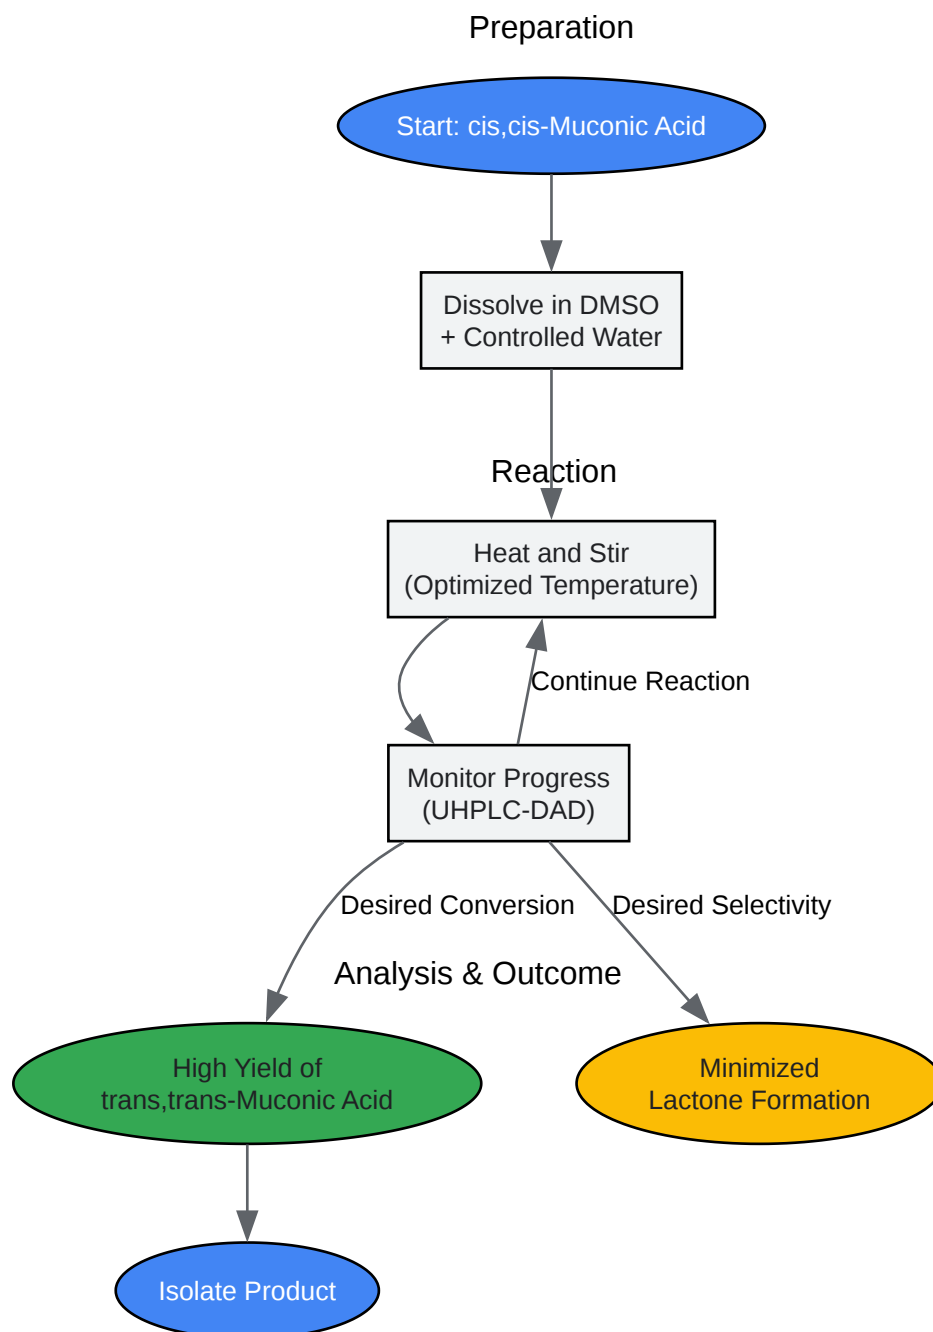 Preparation
Start: cis,cis-Muconic Acid
Dissolve in DMSO
+ Controlled Water
Reaction
Heat and Stir
(Optimized Temperature)
Continue Reaction
Monitor Progress
(UHPLC-DAD)
Desired Conversion
Desired Selectivity
Analysis & Outcome
High Yield of
trans,trans-Muconic Acid
Minimized
Lactone Formation
Isolate Product